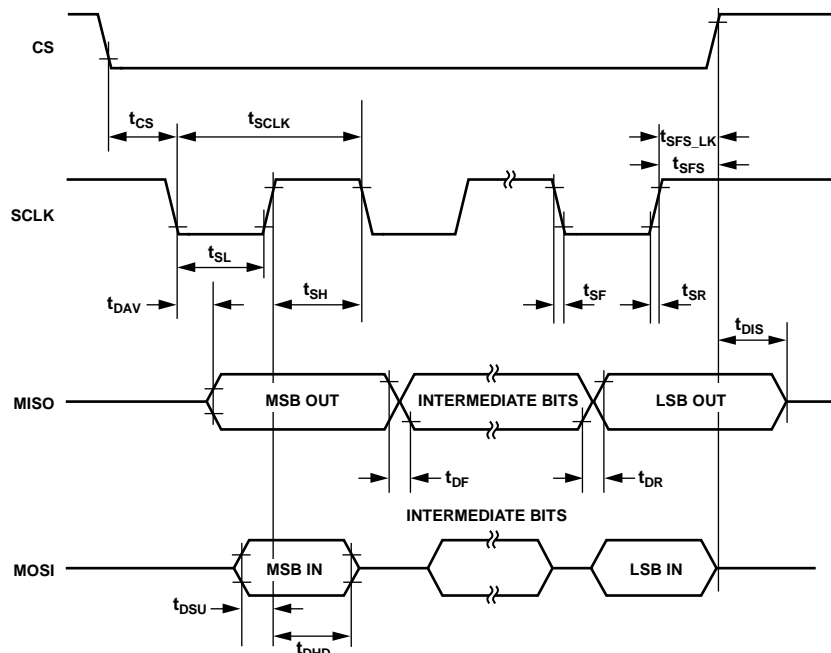 CS
tCS
tSCLK
tSFS_LK
tSFS
SCLK
tSL
tSH
tSF
tSR
tDAV
tDIS
MISO
MSB OUT
INTERMEDIATE BITS
LSB OUT
tDF
tDR
INTERMEDIATE BITS
MOSI
MSB IN
LSB IN
tDSU
tDHD